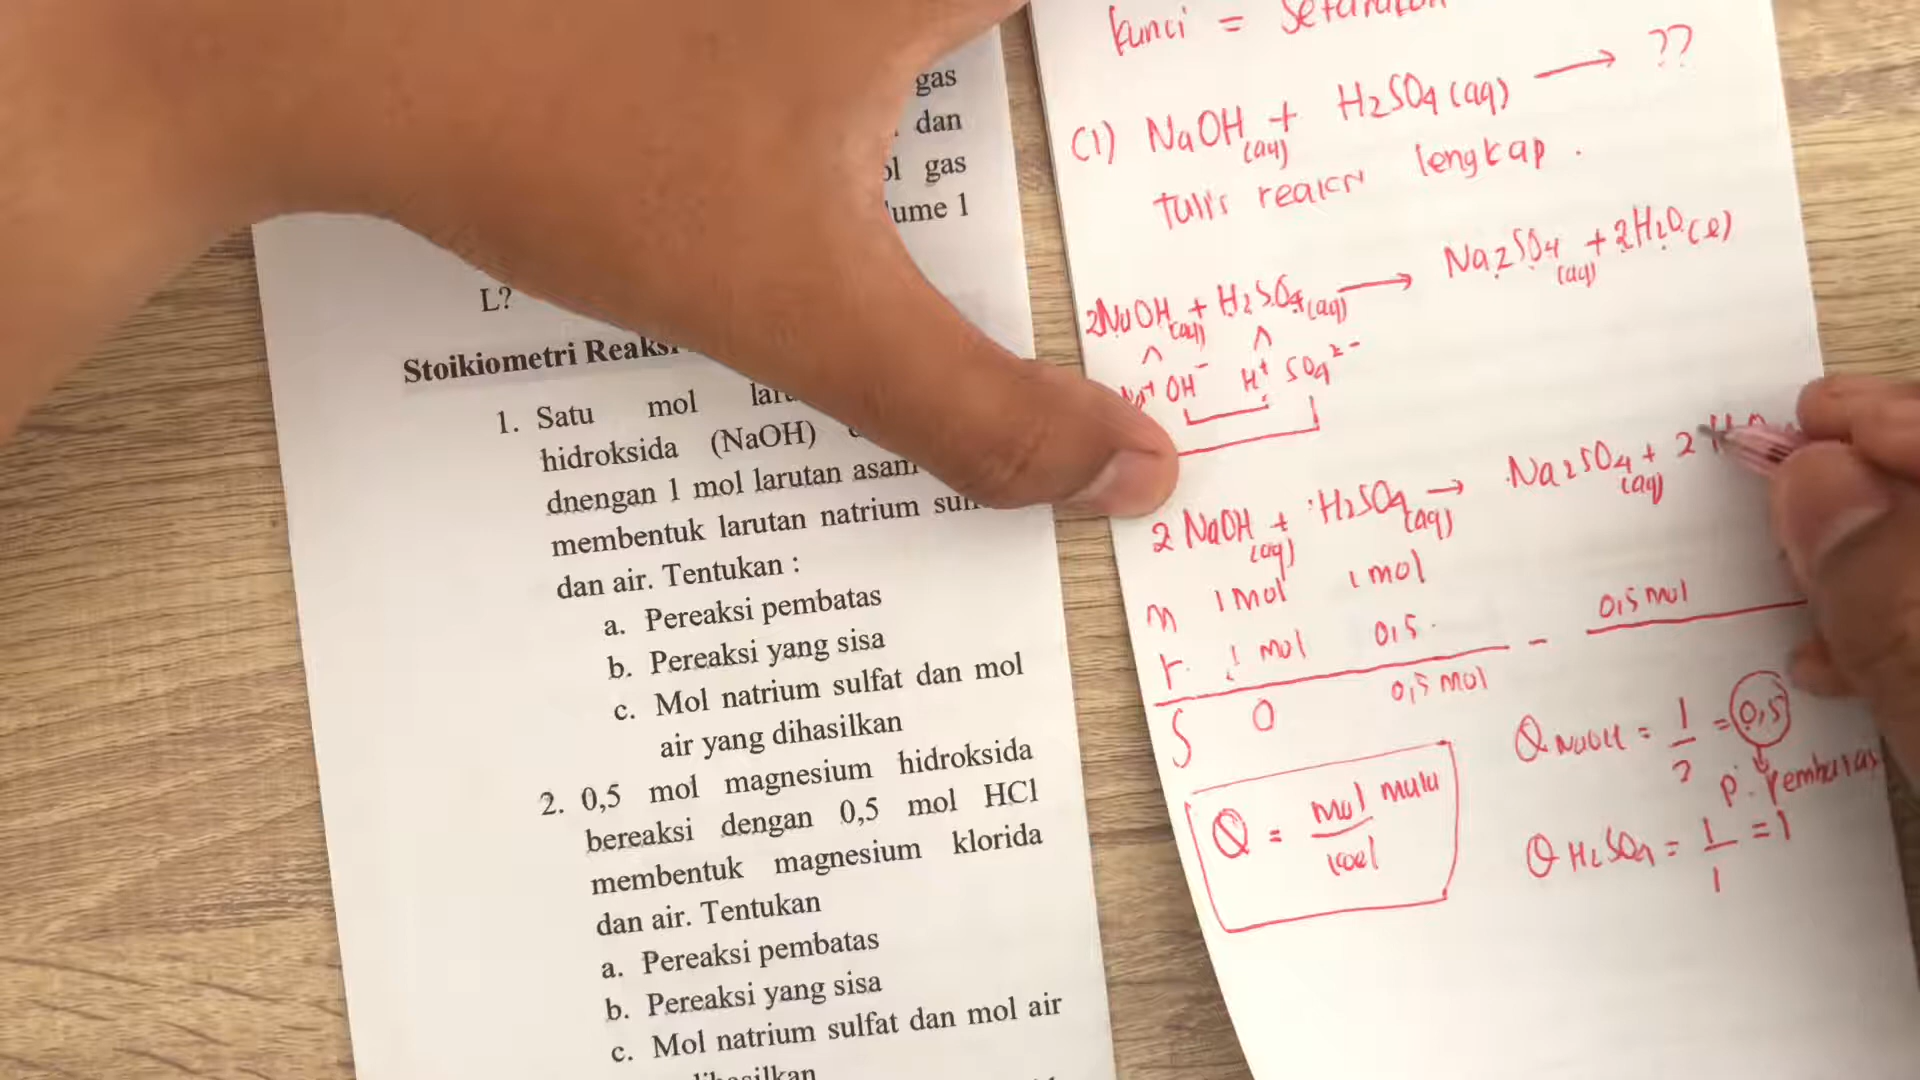 gas
dan
gas
ume 1
L?
Stoikiometri Reaksi
1. Satu mol
hidroksida (NaOH)
dnengan 1 mol larutan asam
membentuk larutan natrium
dan air. Tentukan :
a. Pereaksi pembatas
b. Pereaksi yang sisa
c. Mol natrium sulfat dan mol
air yang dihasilkan
2. 0,5 mol magnesium hidroksida
bereaksi dengan 0,5 mol HCl
membentuk magnesium klorida
dan air. Tentukan
a. Pereaksi pembatas
b. Pereaksi yang sisa
c. Mol natrium sulfat dan mol air
kunci =
(1) NaOH (aq) + H2SO4 (aq) → ??
tulis lengkap .
2NaOH (aq) + H2SO4 (aq) → Na2SO4 (aq) + 2H2O (l)
OH⁻ H⁺ SO4²⁻
2 NaOH (aq) + H2SO4 (aq) → Na2SO4 (aq) + 2
m 1 mol 1 mol
r 1 mol 0,5 - 0,5 mol
S 0 0,5 mol
Q = mol mula / koef
Q NaOH = 1/2 = 0,5
p. pembatas
Q H2SO4 = 1/1 = 1